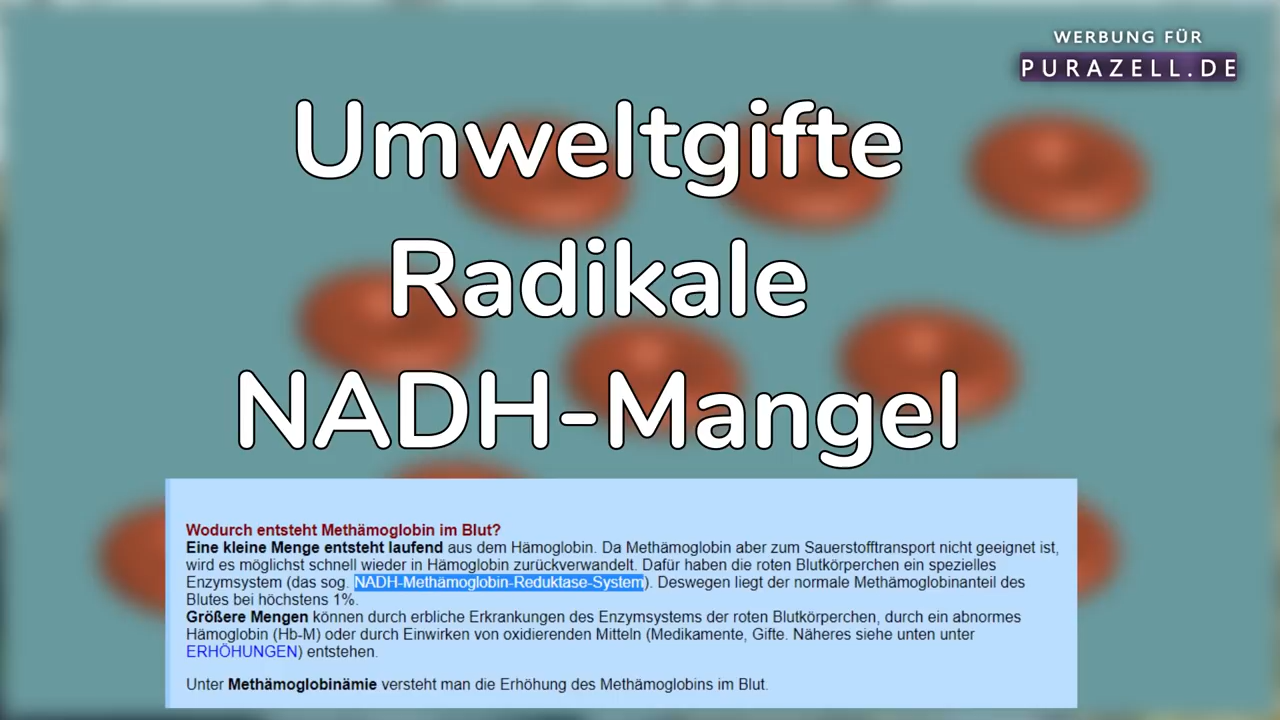 WERBUNG FÜR
PURAZELL.DE
Umweltgifte
Radikale
NADH-Mangel
Wodurch entsteht Methämoglobin im Blut?
Eine kleine Menge entsteht laufend aus dem Hämoglobin. Da Methämoglobin aber zum Sauerstofftransport nicht geeignet ist,
wird es möglichst schnell wieder in Hämoglobin zurückverwandelt. Dafür haben die roten Blutkörperchen ein spezielles
Enzymsystem (das sog. NADH-Methämoglobin-Reduktase-System). Deswegen liegt der normale Methämoglobinanteil des
Blutes bei höchstens 1%.
Größere Mengen können durch erbliche Erkrankungen des Enzymsystems der roten Blutkörperchen, durch ein abnormes
Hämoglobin (Hb-M) oder durch Einwirken von oxidierenden Mitteln (Medikamente, Gifte. Näheres siehe unten unter
ERHÖHUNGEN) entstehen.
Unter Methämoglobinämie versteht man die Erhöhung des Methämoglobins im Blut.